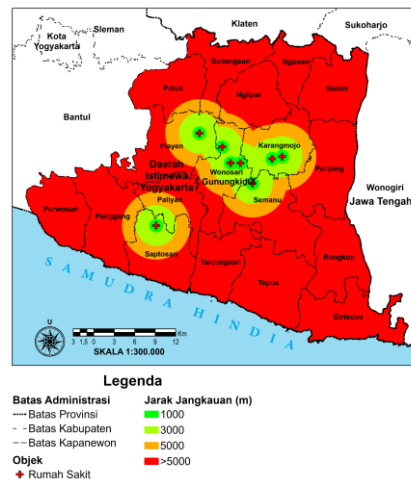 Kota
Yogyakarta
Sleman
Klaten
Sukoharjo
Gedangsari
Ngawen
Patuk
Nglipar
Semin
Bantul
Playen
Karangmojo
Daerah
Istimewa
Yogyakarta
Wonosari
Gunungkidul
Ponjong
Wonogiri
Jawa Tengah
Paliyan
Semanu
Purwosari
Panggang
Saptosari
Tanjungsari
Rongkop
Tepus
Girisubo
SAMUDRA HINDIA
U
3 1,5 0 3 6 9 12
Km
SKALA 1:300.000
Legenda
Batas Administrasi
Batas Provinsi
Batas Kabupaten
Batas Kapanewon
Objek
Rumah Sakit
Jarak Jangkauan (m)
1000
3000
5000
>5000